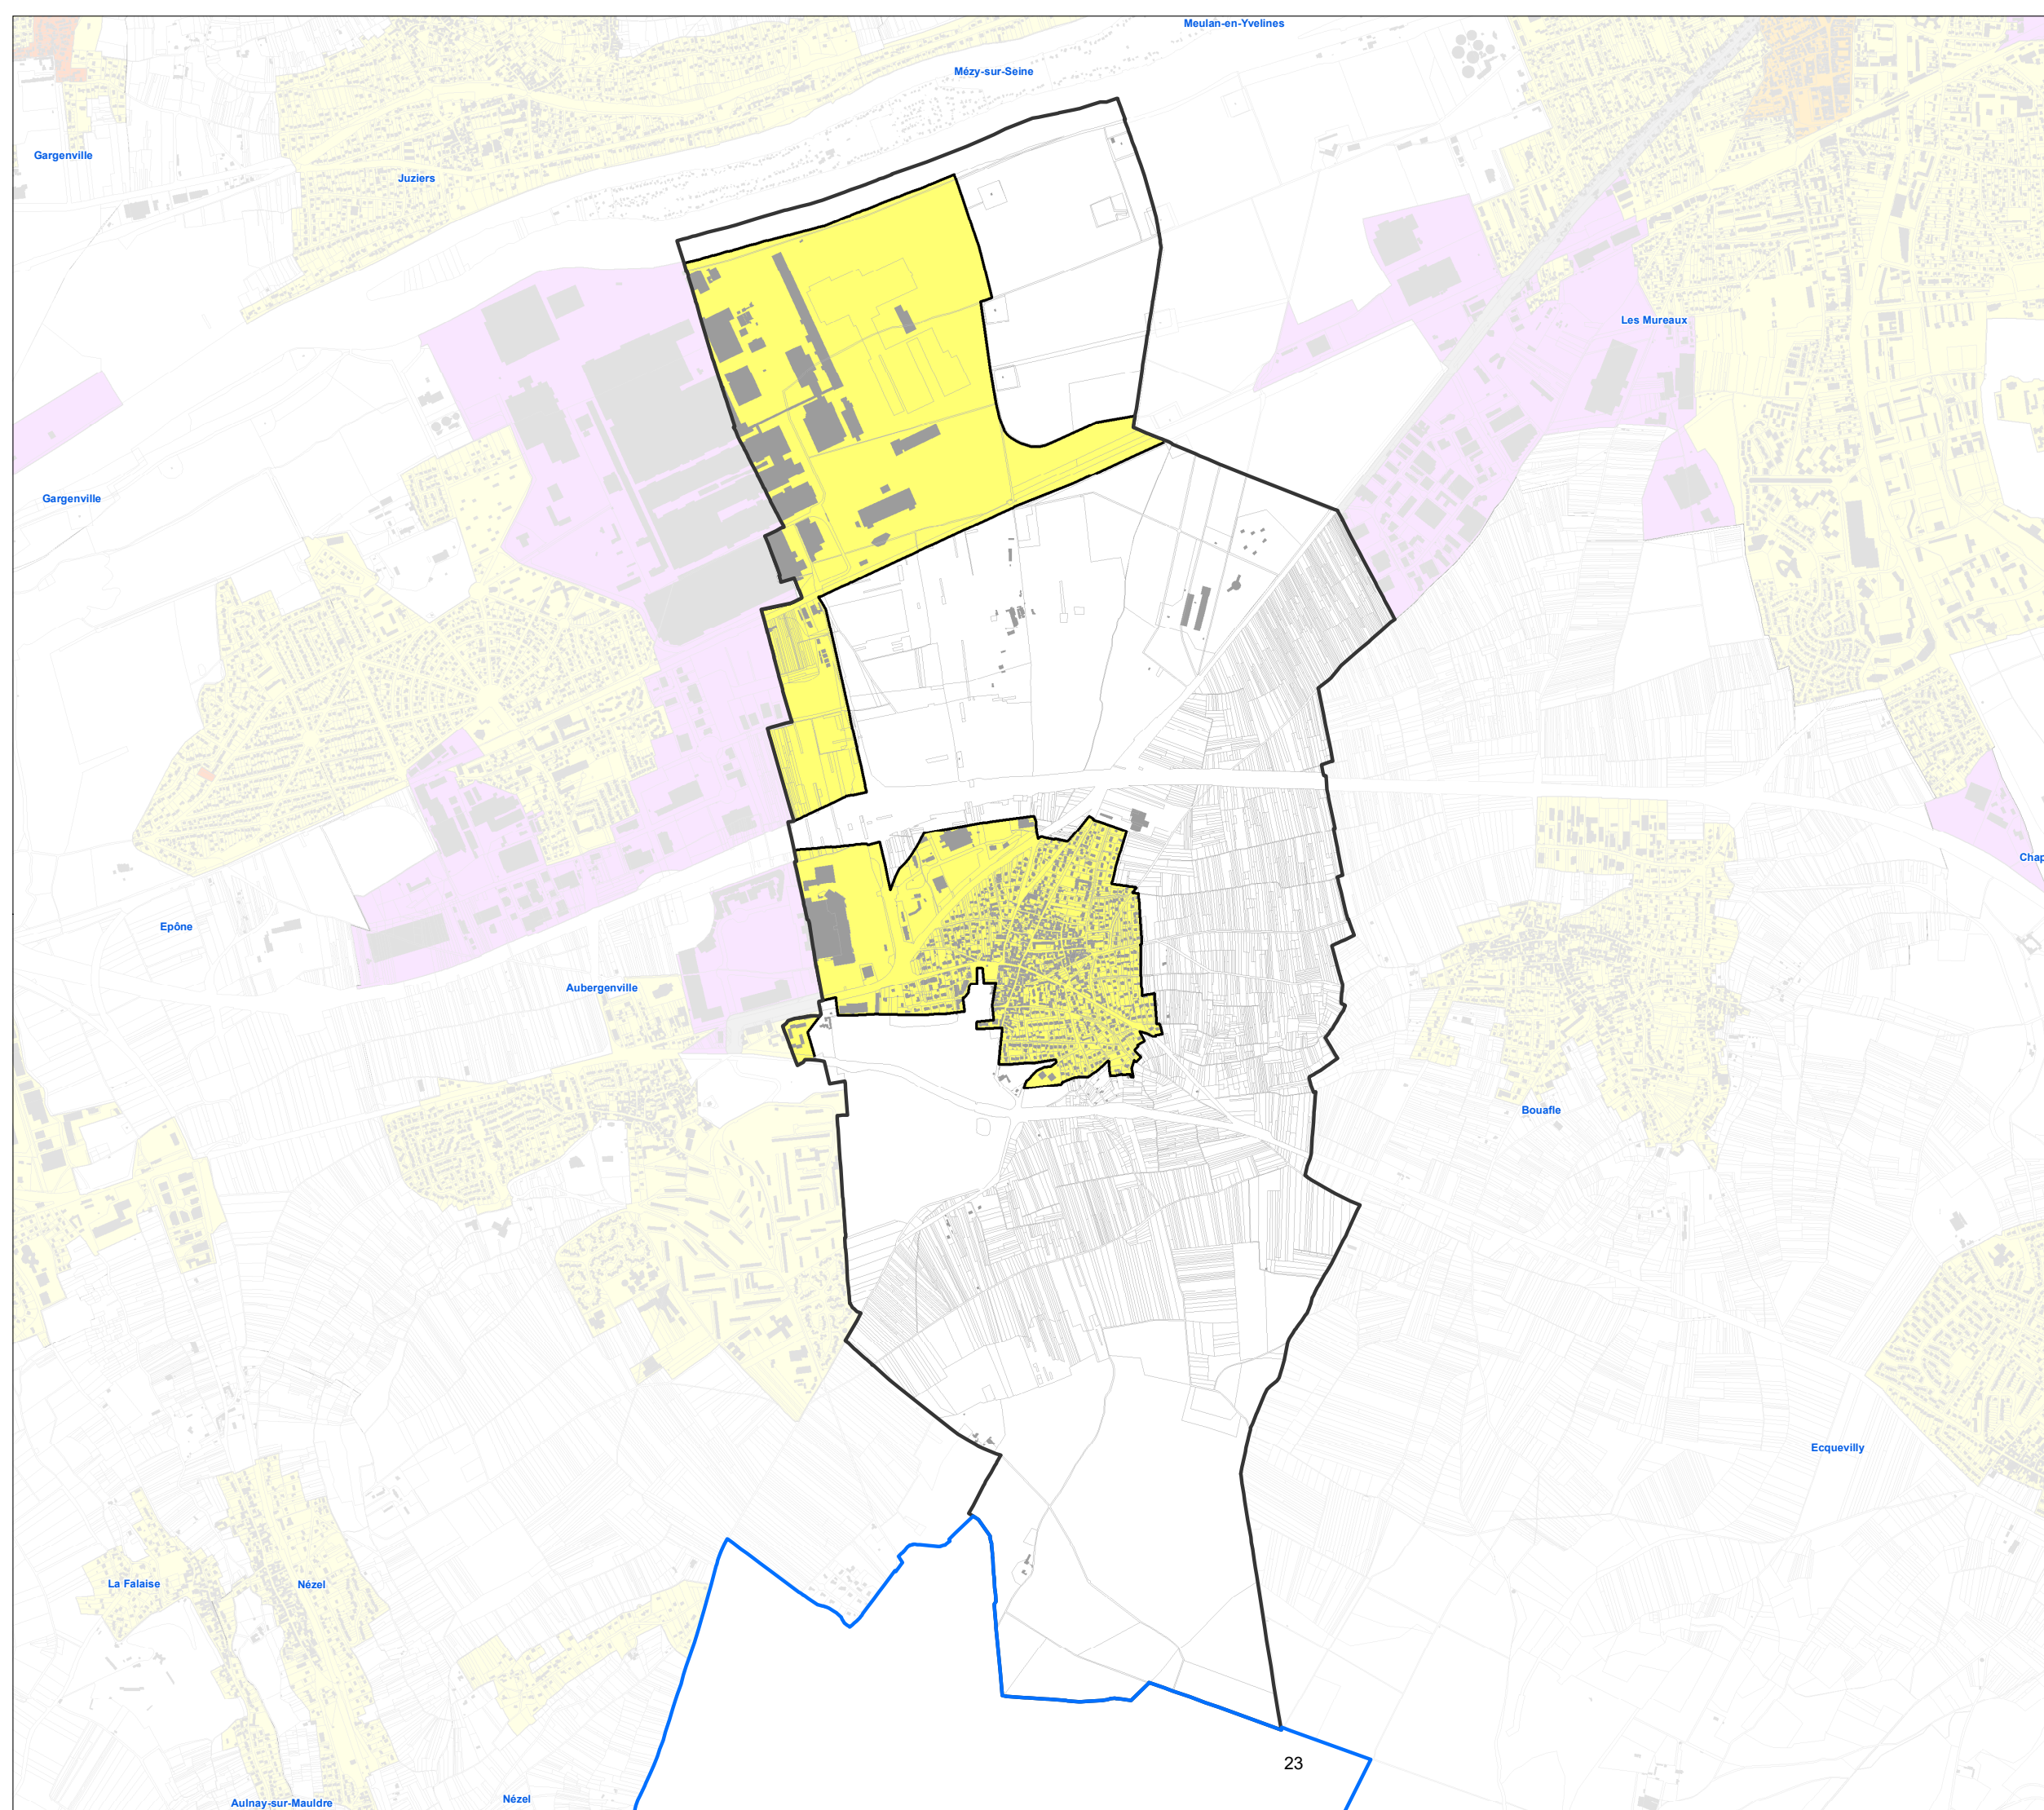 Meulan-en-Yvelines
Mézy-sur-Seine
Gargenville
Juziers
Les Mureaux
Gargenville
Chap
Epône
Aubergenville
Bouafle
Ecquevilly
La Falaise
Nézel
23
Nézel
Aulnay-sur-Mauldre